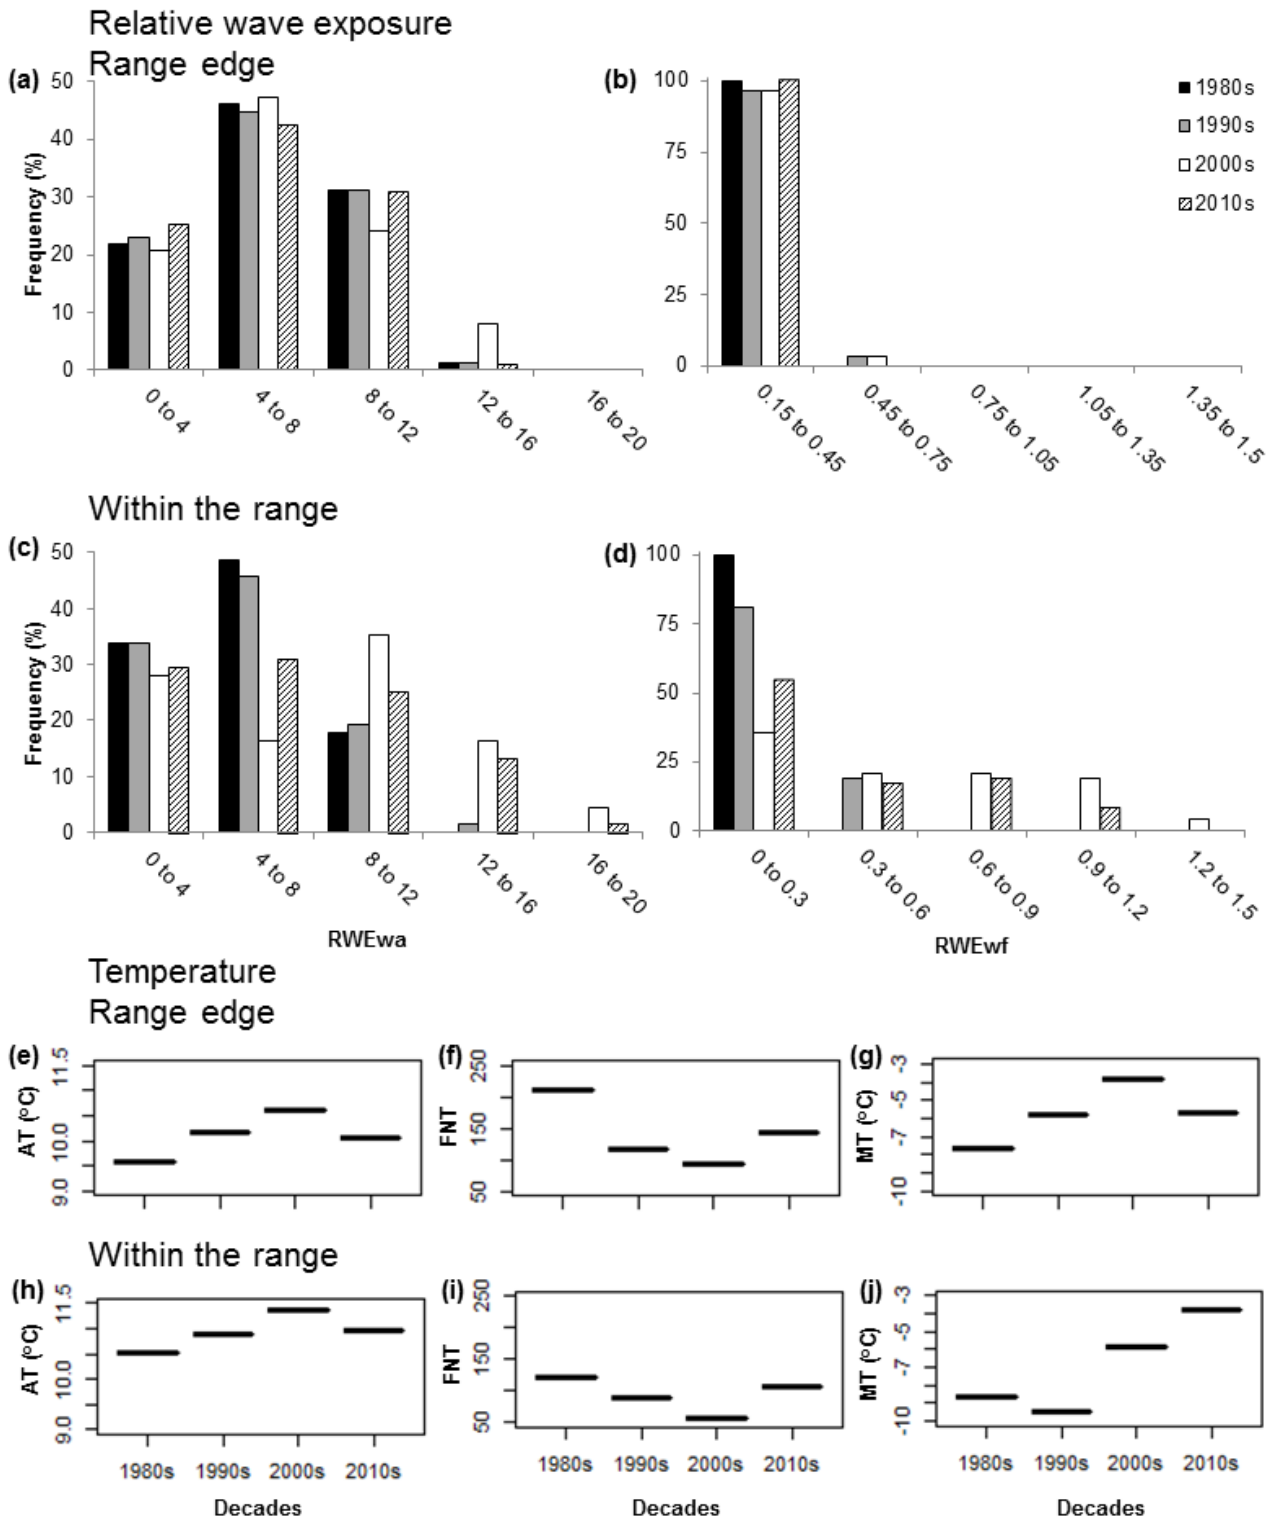 Relative wave exposure
Range edge
(a)
Frequency (%)
50
40
30
20
10
0
0 to 4
4 to 8
8 to 12
12 to 16
16 to 20
(b)
100
75
50
25
0
0.15 to 0.45
0.45 to 0.75
0.75 to 1.05
1.05 to 1.35
1.35 to 1.5
1980s
1990s
2000s
2010s
Within the range
(c)
Frequency (%)
50
40
30
20
10
0
0 to 4
4 to 8
8 to 12
12 to 16
16 to 20
RWEwa
(d)
100
75
50
25
0
0 to 0.3
0.3 to 0.6
0.6 to 0.9
0.9 to 1.2
1.2 to 1.5
RWEwf
Temperature
Range edge
(e)
AT (°C)
11.5
10.0
9.0
(f)
FNT
250
150
50
(g)
MT (°C)
-3
-5
-7
-10
Within the range
(h)
AT (°C)
11.5
10.0
9.0
1980s 1990s 2000s 2010s
Decades
(i)
FNT
250
150
50
1980s 1990s 2000s 2010s
Decades
(j)
MT (°C)
-3
-5
-7
-10
1980s 1990s 2000s 2010s
Decades